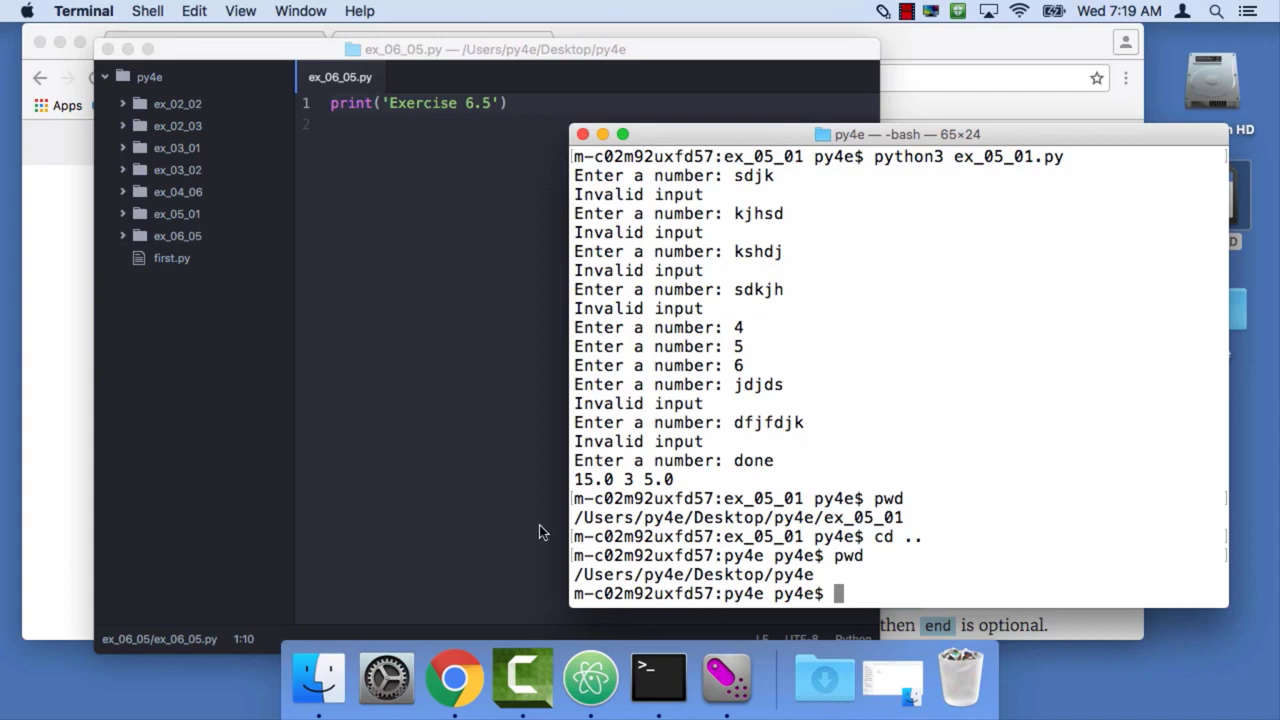 Terminal Shell Edit View Window Help Wed 7:19 AM
ex_06_05.py — /Users/py4e/Desktop/py4e
py4e
ex_06_05.py
Apps
ex_02_02
ex_02_03
ex_03_01
ex_03_02
ex_04_06
ex_05_01
ex_06_05
first.py
1 print('Exercise 6.5')
2
HD
py4e — -bash — 65×24
m-c02m92uxfd57:ex_05_01 py4e$ python3 ex_05_01.py
Enter a number: sdjk
Invalid input
Enter a number: kjhsd
Invalid input
Enter a number: kshdj
Invalid input
Enter a number: sdkjh
Invalid input
Enter a number: 4
Enter a number: 5
Enter a number: 6
Enter a number: jdjds
Invalid input
Enter a number: dfjfdjk
Invalid input
Enter a number: done
15.0 3 5.0
m-c02m92uxfd57:ex_05_01 py4e$ pwd
/Users/py4e/Desktop/py4e/ex_05_01
m-c02m92uxfd57:ex_05_01 py4e$ cd ..
m-c02m92uxfd57:py4e py4e$ pwd
/Users/py4e/Desktop/py4e
m-c02m92uxfd57:py4e py4e$
then end is optional.
ex_06_05/ex_06_05.py 1:10 LF UTF-8 Python